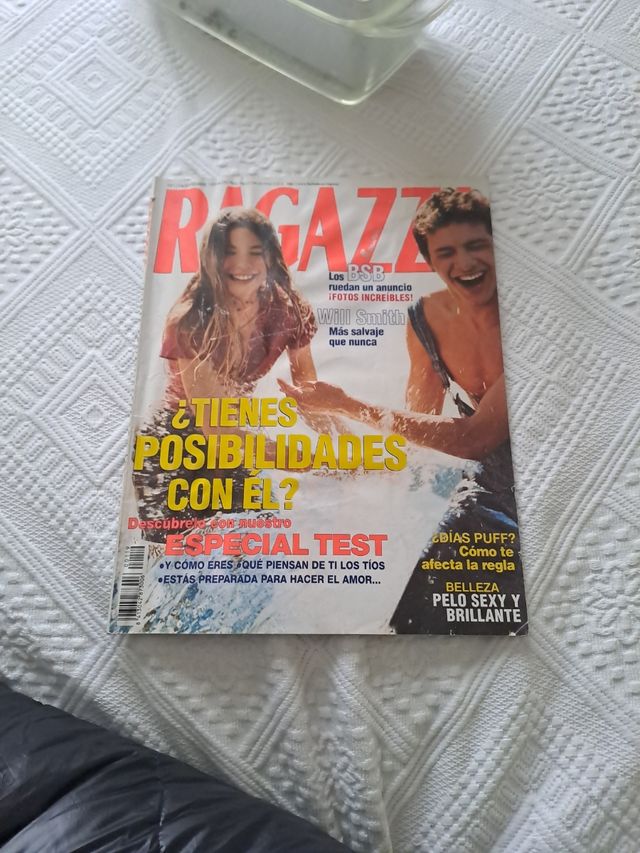 RAGAZZA
Los BSB
ruedan un anuncio
¡FOTOS INCREIBLES!
Will Smith
Más salvaje
que nunca
¿TIENES
POSIBILIDADES
CON ÉL?
Descúbrelo con nuestro
ESPECIAL TEST
•Y CÓMO ERES •QUÉ PIENSAN DE TI LOS TÍOS
•ESTÁS PREPARADA PARA HACER EL AMOR...
¿DÍAS PUFF?
Cómo te
afecta la regla
BELLEZA
PELO SEXY Y
BRILLANTE